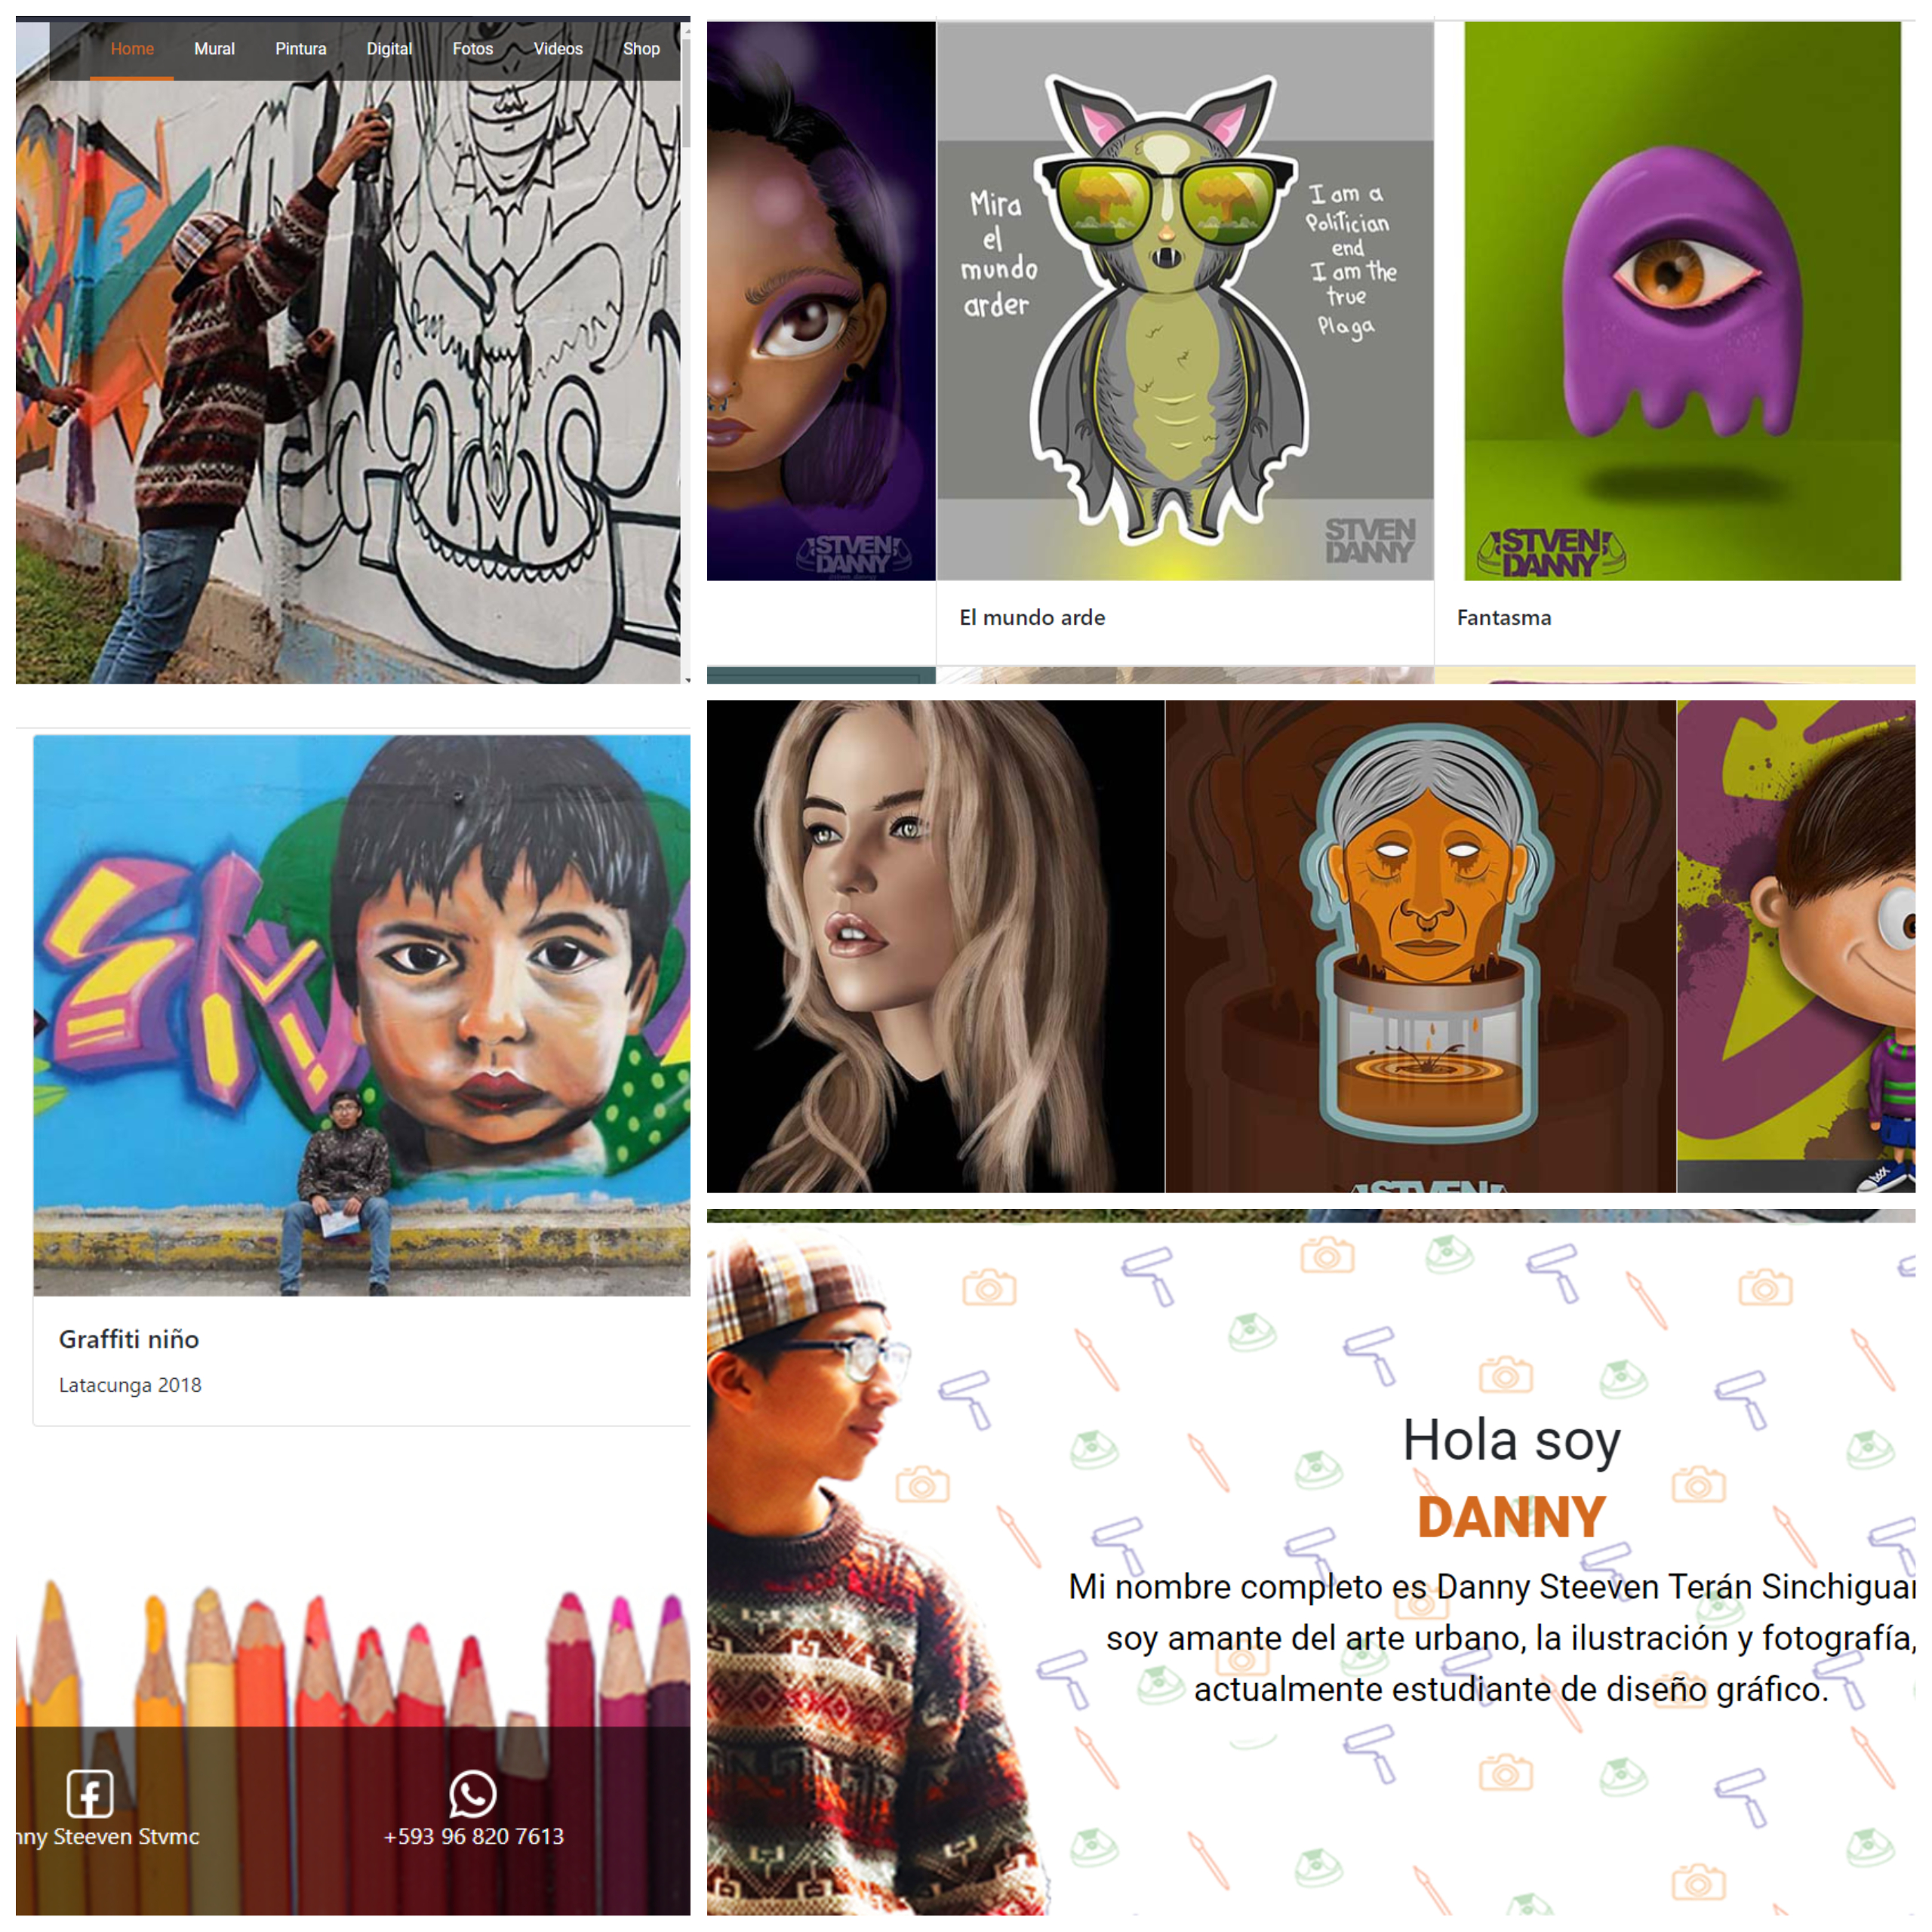 Home Mural Pintura Digital Fotos Videos Shop
Mira
el
mundo
arder
I am a
Politician
end
I am the
true
Plaga
STVEN
DANNY
STVEN
DANNY
STVEN
DANNY
El mundo arde
Fantasma
STVEN
Graffiti niño
Latacunga 2018
Hola soy
DANNY
Mi nombre completo es Danny Steeven Terán Sinchiguan
soy amante del arte urbano, la ilustración y fotografía,
actualmente estudiante de diseño gráfico.
nny Steeven Stvmc
+593 96 820 7613